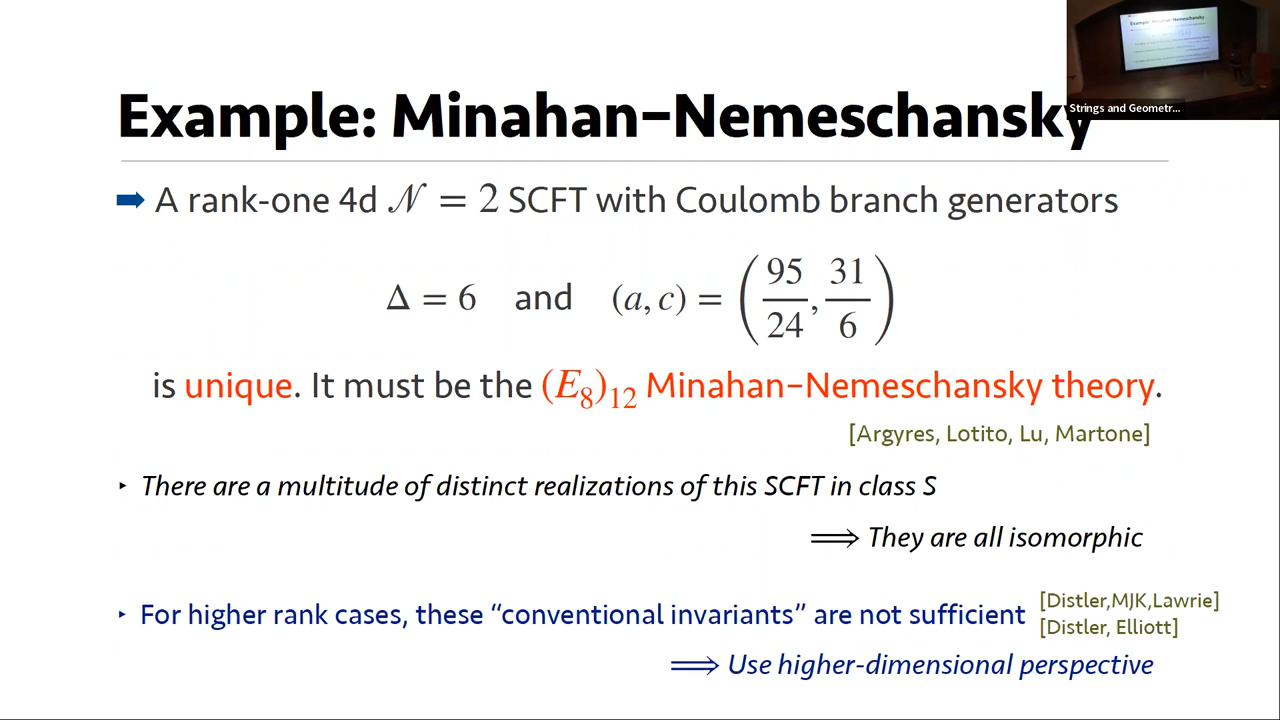 Example: Minahan–Nemeschansky
Strings and Geometr...
➡ A rank-one 4d 𝒩 = 2 SCFT with Coulomb branch generators
Δ = 6 and (a, c) = (95/24, 31/6)
is unique. It must be the (E₈)₁₂ Minahan–Nemeschansky theory.
[Argyres, Lotito, Lu, Martone]
‣ There are a multitude of distinct realizations of this SCFT in class S
⟹ They are all isomorphic
‣ For higher rank cases, these “conventional invariants” are not sufficient
[Distler,MJK,Lawrie]
[Distler, Elliott]
⟹ Use higher-dimensional perspective